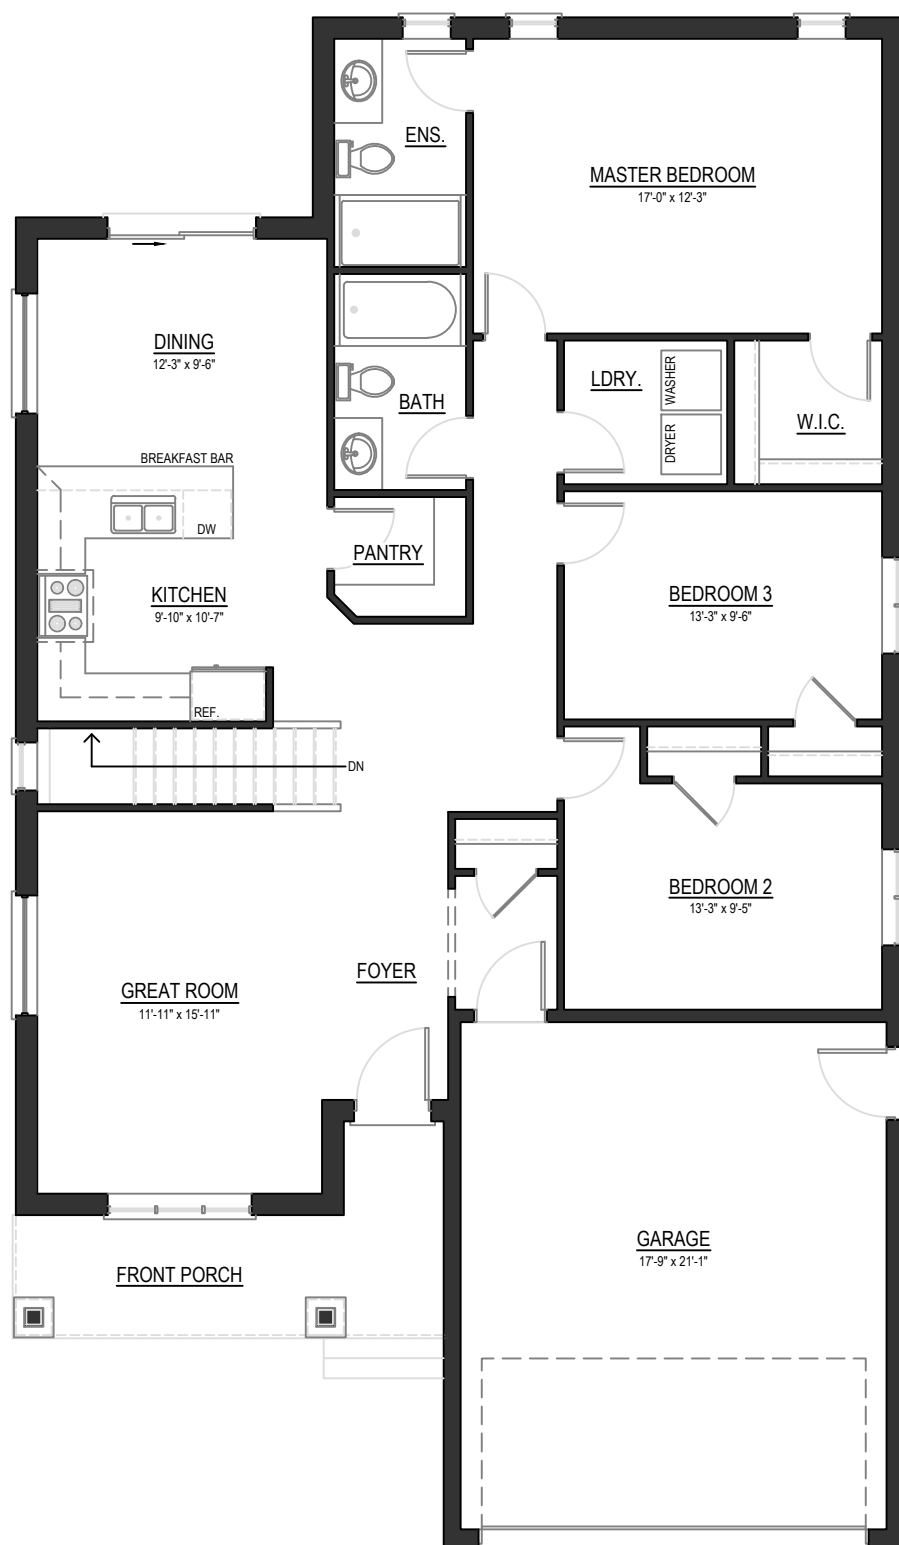 ENS.
MASTER BEDROOM
17'-0" x 12'-3"
DINING
12'-3" x 9'-6"
BATH
LDRY.
WASHER
DRYER
W.I.C.
BREAKFAST BAR
DW
PANTRY
KITCHEN
9'-10" x 10'-7"
BEDROOM 3
13'-3" x 9'-6"
REF.
DN
BEDROOM 2
13'-3" x 9'-5"
FOYER
GREAT ROOM
11'-11" x 15'-11"
GARAGE
17'-9" x 21'-1"
FRONT PORCH